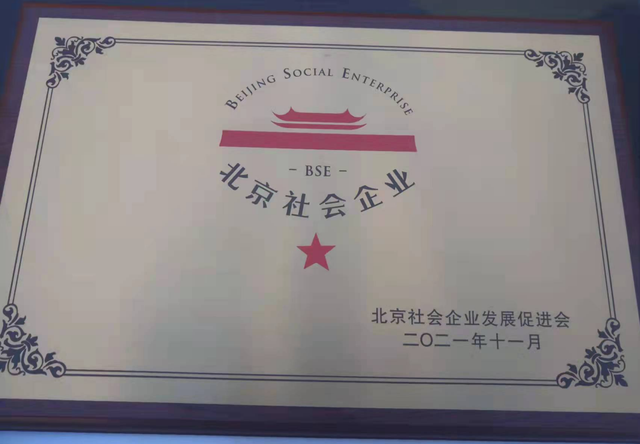 BEIJING SOCIAL ENTERPRISE
- BSE -
北京社会企业
北京社会企业发展促进会
二〇二一年十一月